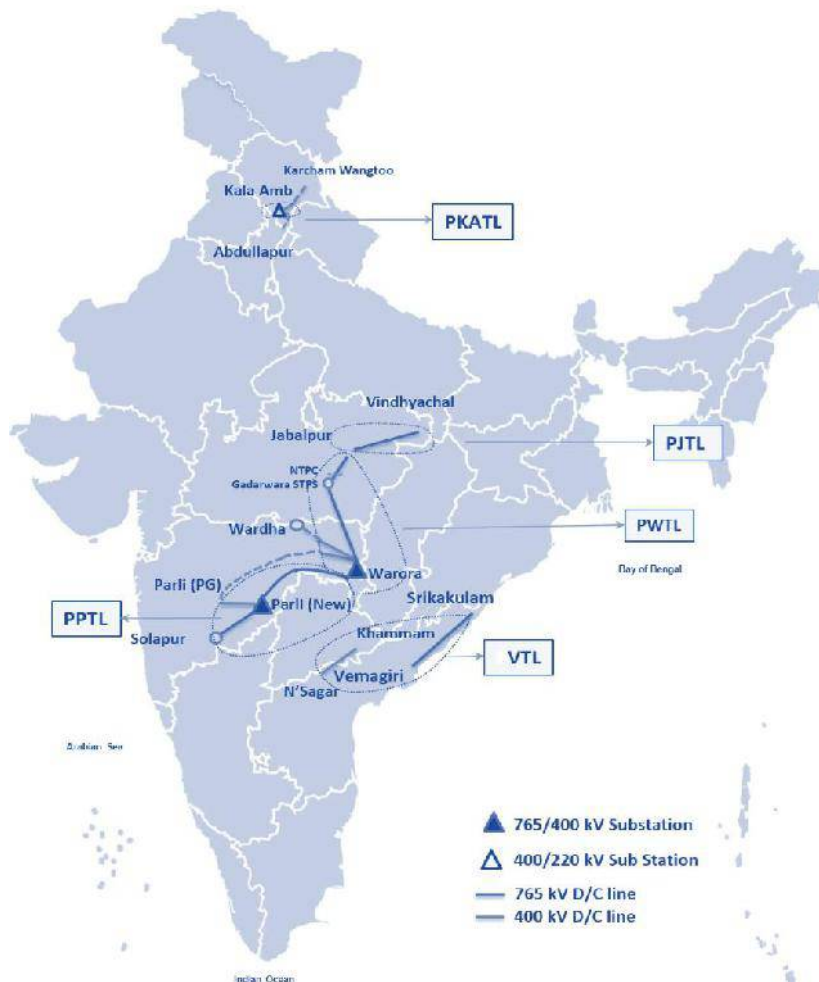 Karcham Wangtoo
Kala Amb
PKATL
Abdullapur
Vindhyachal
Jabalpur
PJTL
NTPC
Gadarwara STPS
Wardha
PWTL
Bay of Bengal
Warora
Parli (PG)
Srikakulam
Parli (New)
PPTL
Khammam
Solapur
VTL
Vemagiri
N'Sagar
Arabian Sea
765/400 kV Substation
400/220 kV Sub Station
765 kV D/C line
400 kV D/C line
Indian Ocean